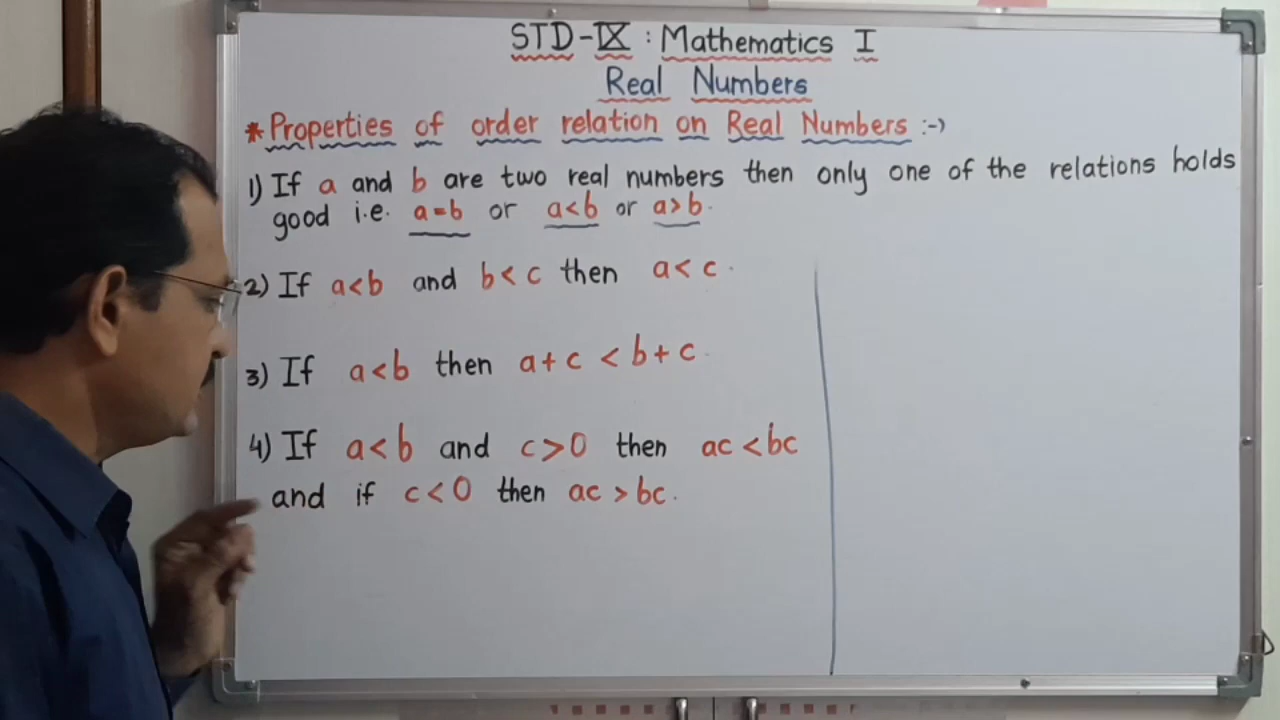 STD-IX : Mathematics I
Real Numbers
* Properties of order relation on Real Numbers :->
1) If a and b are two real numbers then only one of the relations holds
good i.e. a=b or a<b or a>b.
2) If a<b and b<c then a<c.
3) If a<b then a+c <b+c.
4) If a<b and c>0 then ac <bc
and if c<0 then ac > bc.